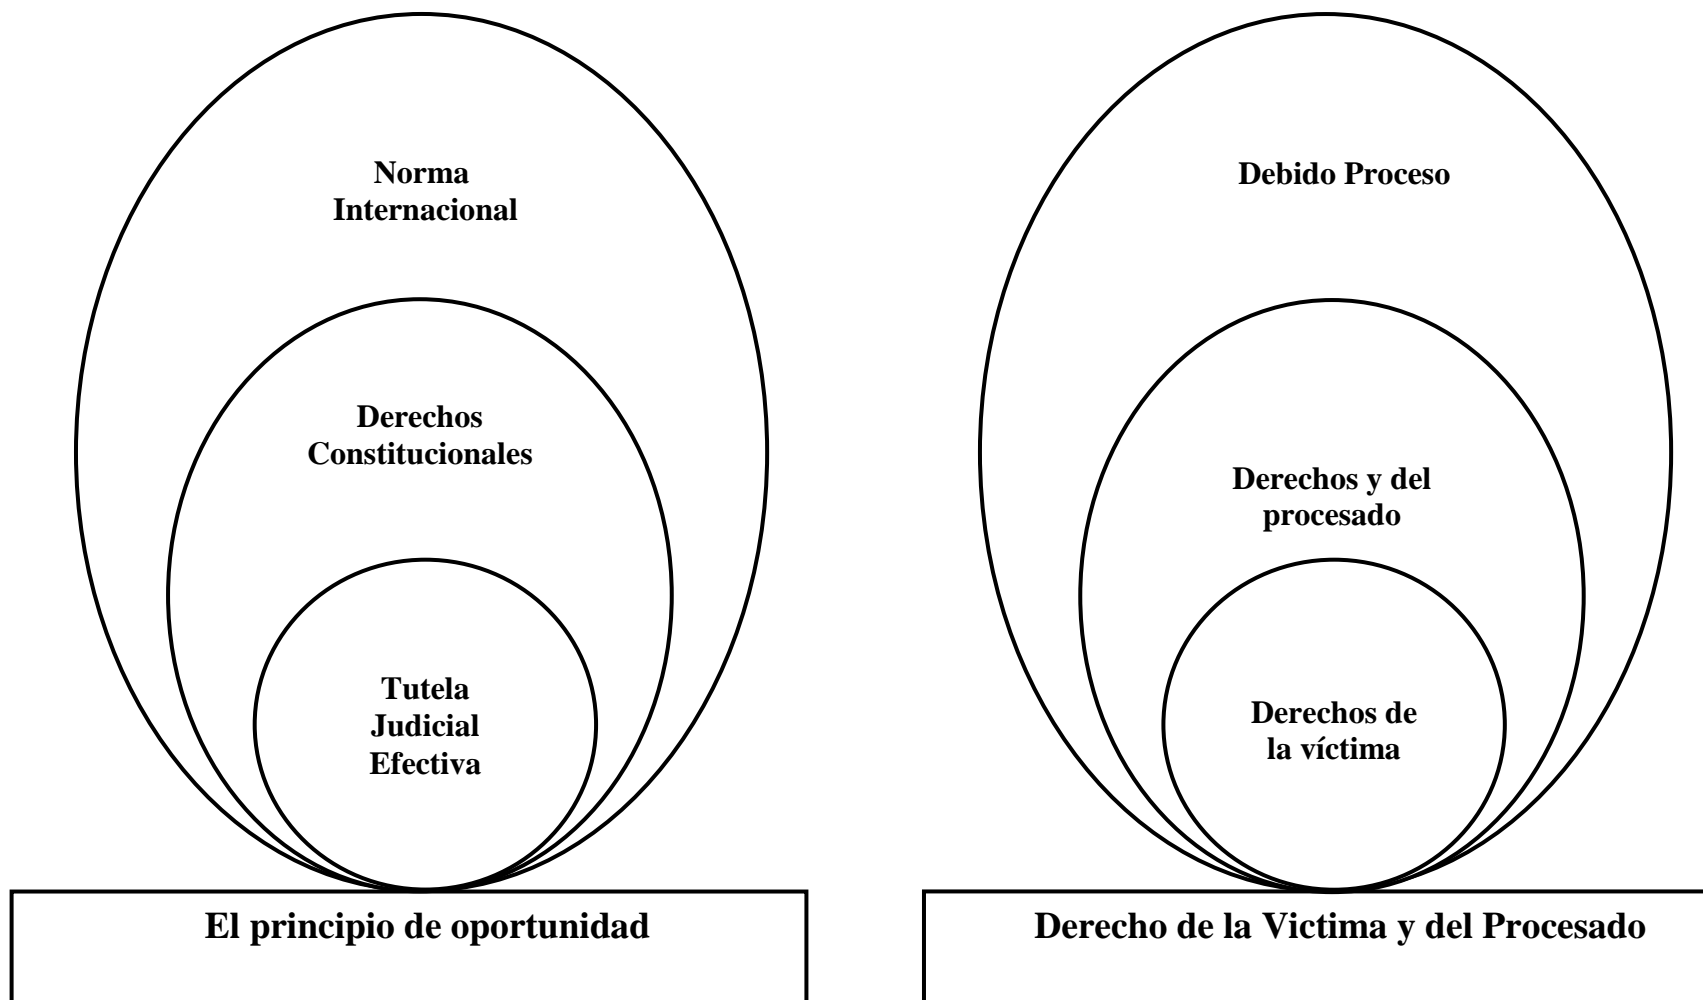 Norma
Internacional
Derechos
Constitucionales
Tutela
Judicial
Efectiva
El principio de oportunidad
Debido Proceso
Derechos y del
procesado
Derechos de
la víctima
Derecho de la Victima y del Procesado